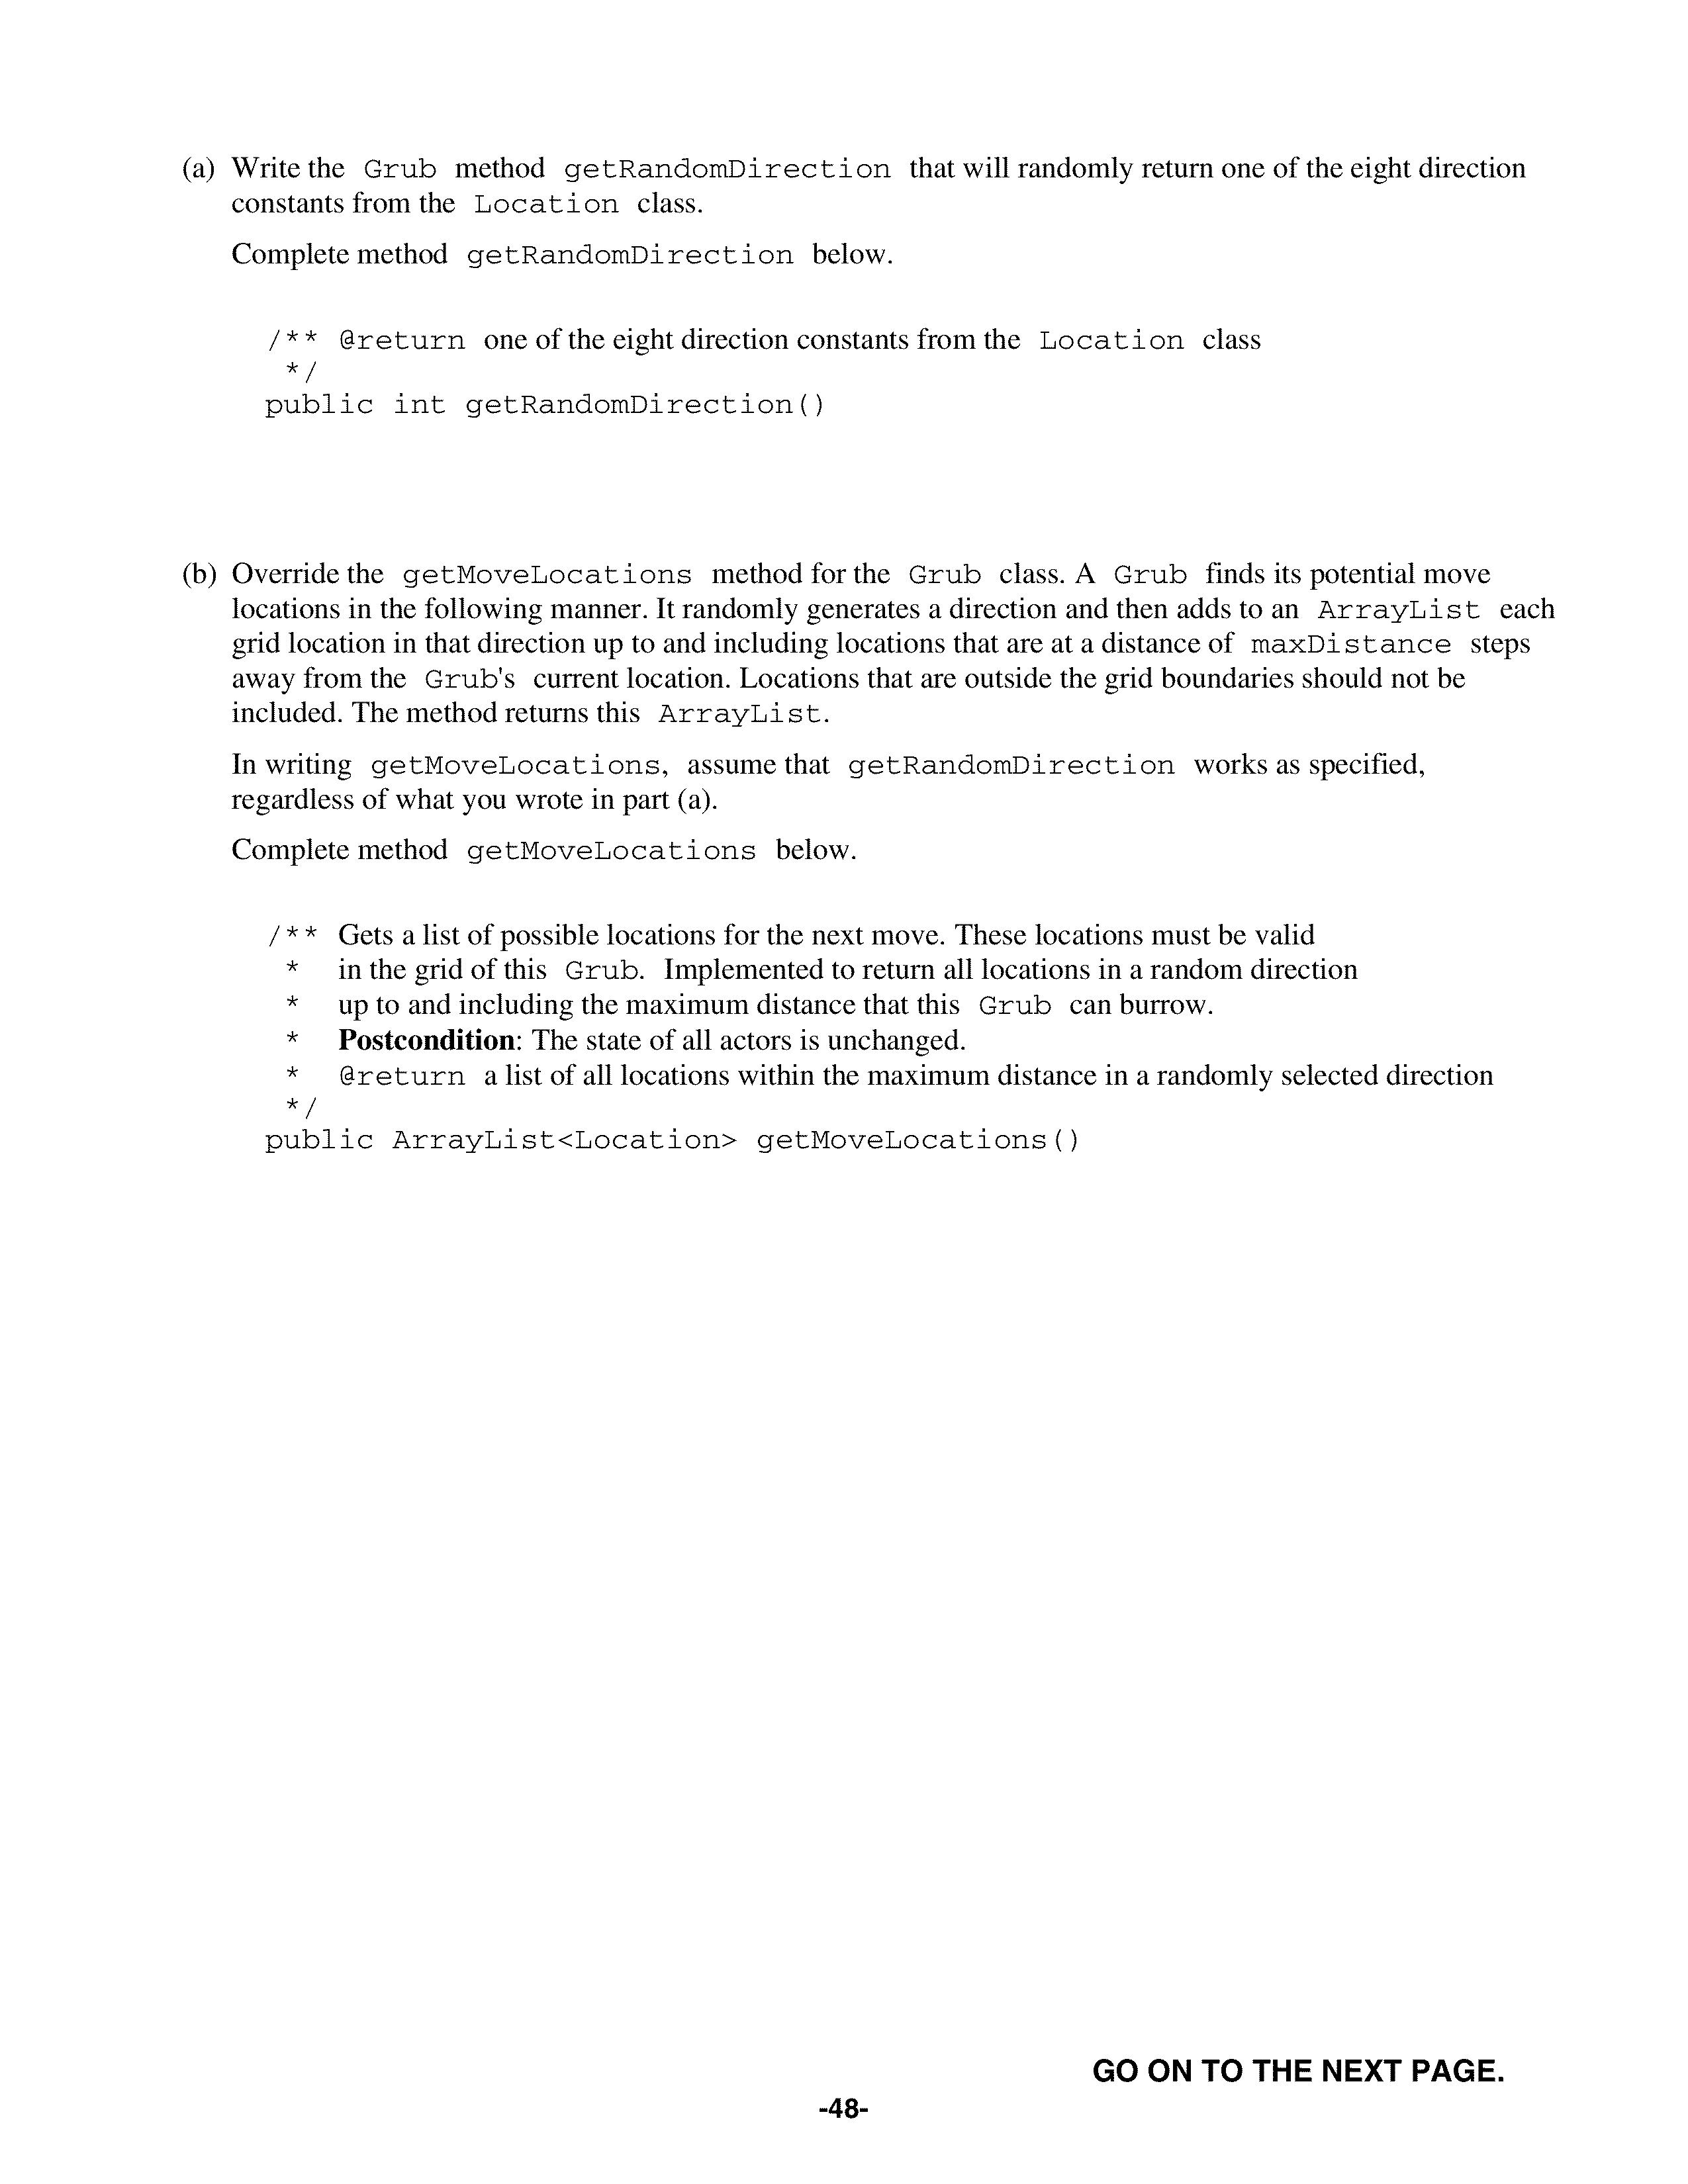 (a) Write the Grub method getRandomDirection that will randomly return one of the eight direction
constants from the Location class.
Complete method getRandomDirection below.
/** @return one of the eight direction constants from the Location class
*/
public int getRandomDirection()
(b) Override the getMoveLocations method for the Grub class. A Grub finds its potential move
locations in the following manner. It randomly generates a direction and then adds to an ArrayList each
grid location in that direction up to and including locations that are at a distance of maxDistance steps
away from the Grub's current location. Locations that are outside the grid boundaries should not be
included. The method returns this ArrayList.
In writing getMoveLocations, assume that getRandomDirection works as specified,
regardless of what you wrote in part (a).
Complete method getMoveLocations below.
/** Gets a list of possible locations for the next move. These locations must be valid
* in the grid of this Grub. Implemented to return all locations in a random direction
* up to and including the maximum distance that this Grub can burrow.
* Postcondition: The state of all actors is unchanged.
* @return a list of all locations within the maximum distance in a randomly selected direction
*/
public ArrayList<Location> getMoveLocations()
GO ON TO THE NEXT PAGE.
-48-